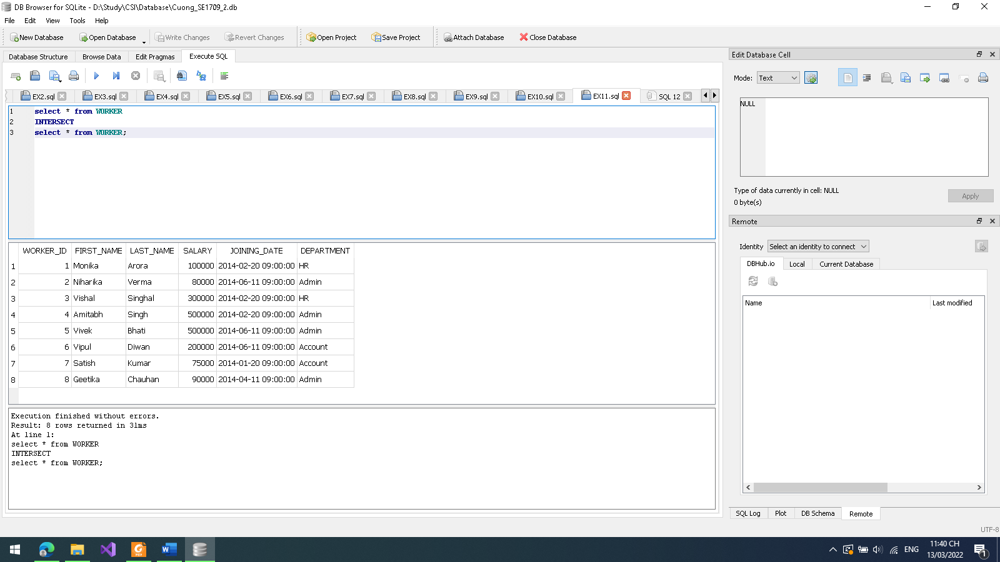 DB Browser for SQLite - D:\Study\CSI\Database\Cuong_SE1709_2.db
File Edit View Tools Help
New Database Open Database Write Changes Revert Changes Open Project Save Project Attach Database Close Database
Database Structure Browse Data Edit Pragmas Execute SQL
EX2.sql EX3.sql EX4.sql EX5.sql EX6.sql EX7.sql EX8.sql EX9.sql EX10.sql EX11.sql SQL 12
1 select * from WORKER
2 INTERSECT
3 select * from WORKER;
WORKER_ID FIRST_NAME LAST_NAME SALARY JOINING_DATE DEPARTMENT
1 1 Monika Arora 100000 2014-02-20 09:00:00 HR
2 2 Niharika Verma 80000 2014-06-11 09:00:00 Admin
3 3 Vishal Singhal 300000 2014-02-20 09:00:00 HR
4 4 Amitabh Singh 500000 2014-02-20 09:00:00 Admin
5 5 Vivek Bhati 500000 2014-06-11 09:00:00 Admin
6 6 Vipul Diwan 200000 2014-06-11 09:00:00 Account
7 7 Satish Kumar 75000 2014-01-20 09:00:00 Account
8 8 Geetika Chauhan 90000 2014-04-11 09:00:00 Admin
Execution finished without errors.
Result: 8 rows returned in 31ms
At line 1:
select * from WORKER
INTERSECT
select * from WORKER;
Edit Database Cell
Mode: Text
NULL
Type of data currently in cell: NULL
0 byte(s)
Apply
Remote
Identity Select an identity to connect
DBHub.io Local Current Database
Name Last modified
SQL Log Plot DB Schema Remote
UTF-8
ENG
11:40 CH
13/03/2022
1